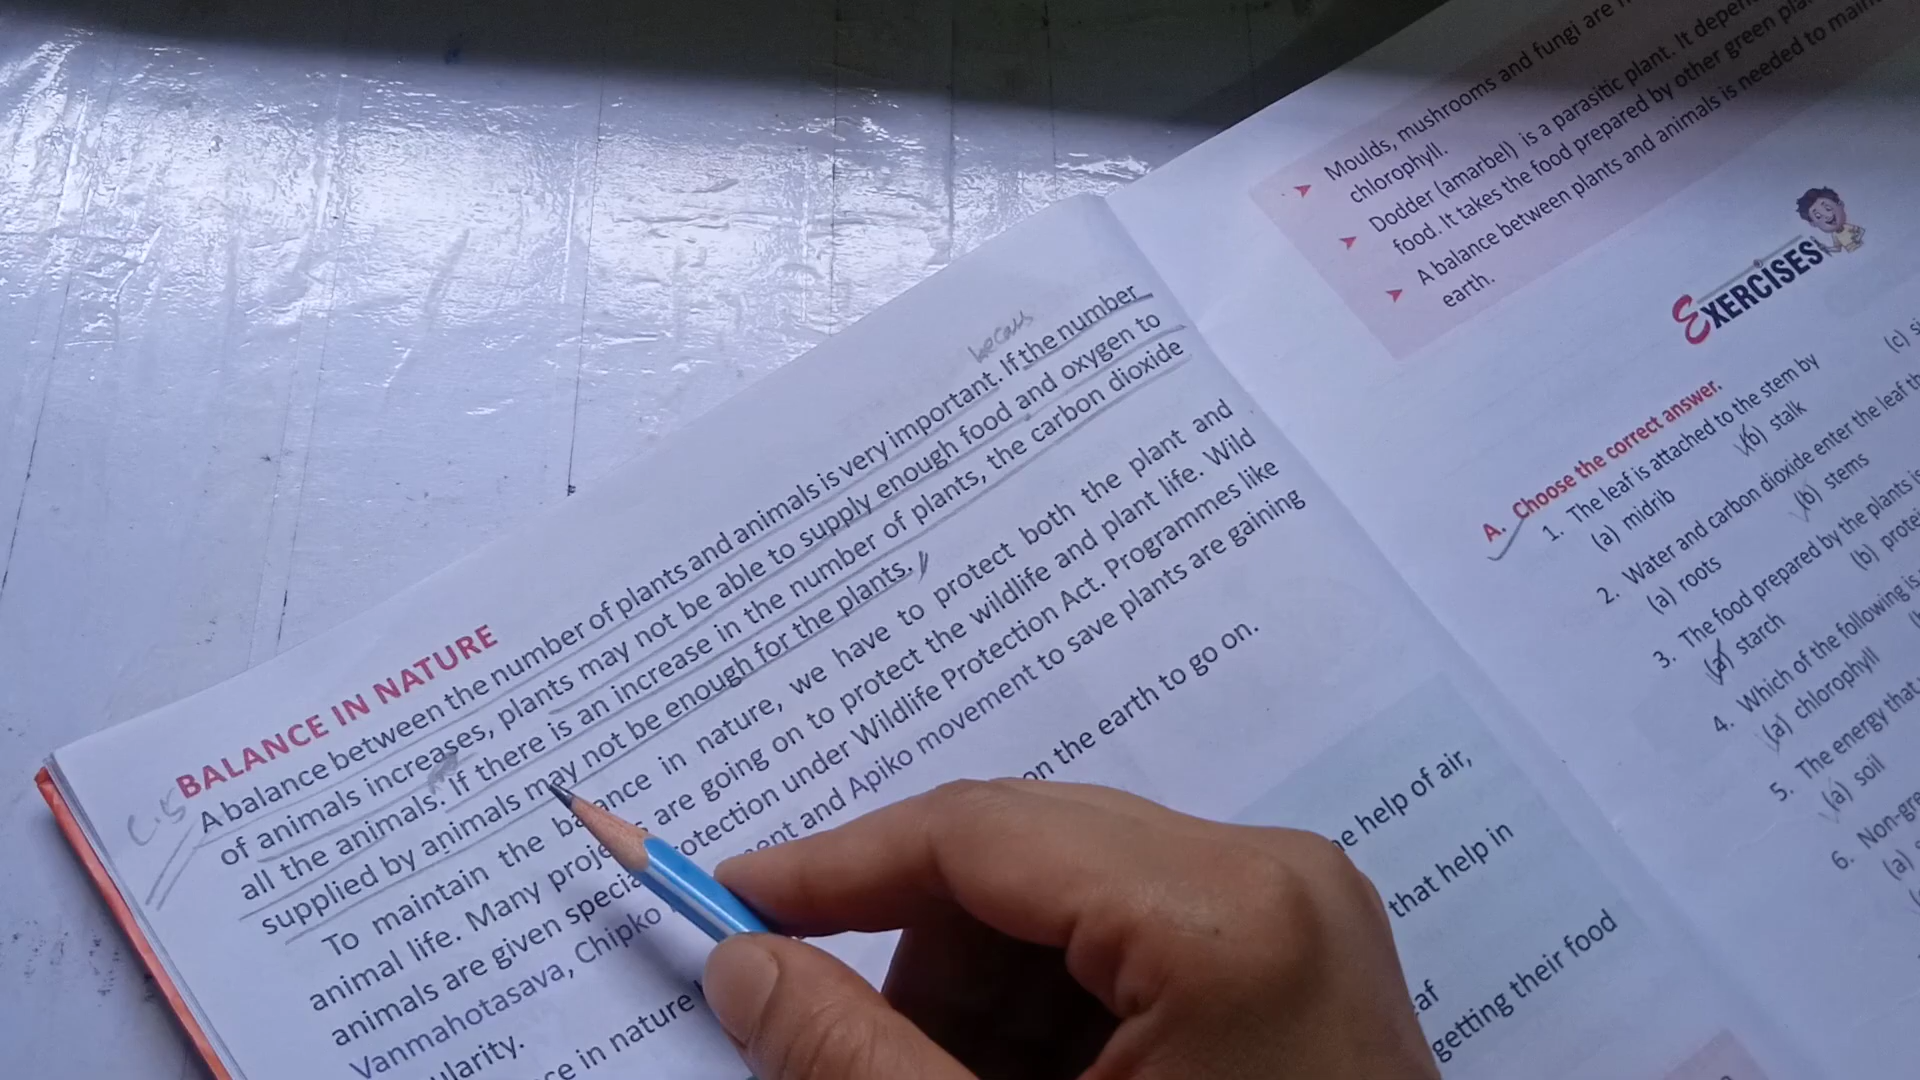 BALANCE IN NATURE
C.5
A balance between the number of plants and animals is very important. If the number
of animals increases, plants may not be able to supply enough food and oxygen to
all the animals. If there is an increase in the number of plants, the carbon dioxide
supplied by animals may not be enough for the plants.
To maintain the balance in nature, we have to protect both the plant and
animal life. Many projects are going on to protect the wildlife and plant life. Wild
animals are given special protection under Wildlife Protection Act. Programmes like
Vanmahotasava, Chipko and Apiko movement to save plants are gaining
in nature on the earth to go on.
help of air,
that help in
getting their food
Moulds, mushrooms and fungi are
chlorophyll.
Dodder (amarbel) is a parasitic plant. It
food. It takes the food prepared by other green
A balance between plants and animals is needed to
earth.
EXERCISES
A. Choose the correct answer.
1. The leaf is attached to the stem by
(a) midrib (b) stalk (c)
2. Water and carbon dioxide enter the leaf
(a) roots (b) stems
3. The food prepared by the plants
(a) starch (b)
4. Which of the following is
(a) chlorophyll
5. The energy that
(a) soil
6.
(a)